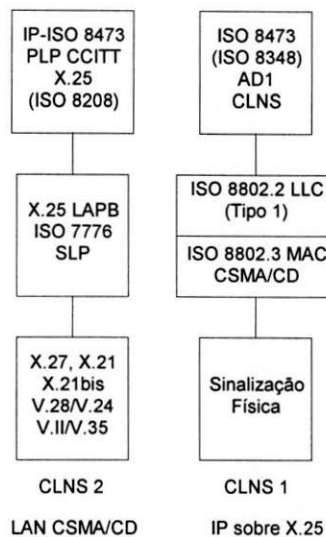 IP-ISO 8473
PLP CCITT
X.25
(ISO 8208)
X.25 LAPB
ISO 7776
SLP
X.27, X.21
X.21bis
V.28/V.24
V.II/V.35
CLNS 2
LAN CSMA/CD
ISO 8473
(ISO 8348)
AD1
CLNS
ISO 8802.2 LLC
(Tipo 1)
ISO 8802.3 MAC
CSMA/CD
Sinalização
Física
CLNS 1
IP sobre X.25